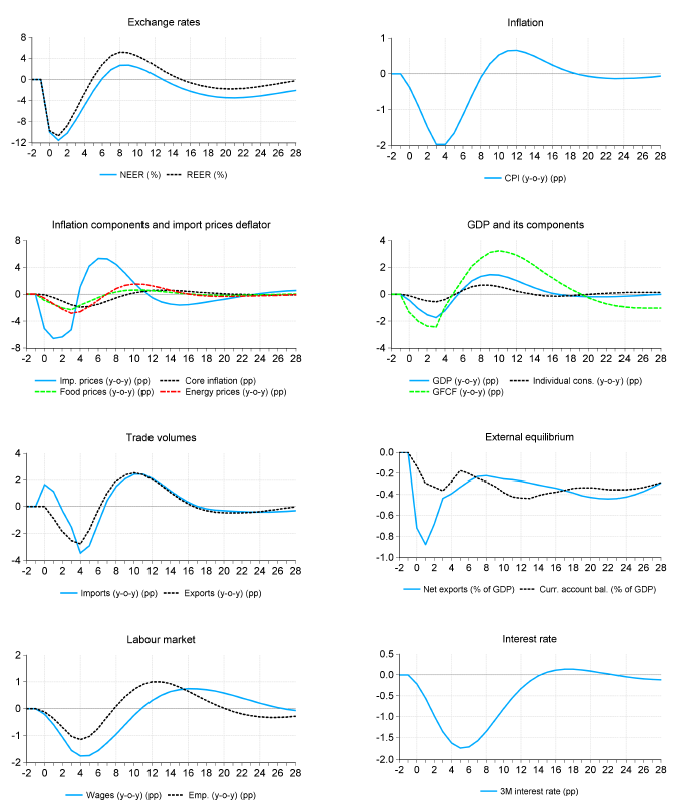 Exchange rates
8
4
0
-4
-8
-12
-2 0 2 4 6 8 10 12 14 16 18 20 22 24 26 28
NEER (%) REER (%)
Inflation
1
0
-1
-2
-2 0 2 4 6 8 10 12 14 16 18 20 22 24 26 28
CPI (y-o-y) (pp)
Inflation components and import prices deflator
8
4
0
-4
-8
-2 0 2 4 6 8 10 12 14 16 18 20 22 24 26 28
Imp. prices (y-o-y) (pp) Core inflation (pp)
Food prices (y-o-y) (pp) Energy prices (y-o-y) (pp)
GDP and its components
4
2
0
-2
-4
-2 0 2 4 6 8 10 12 14 16 18 20 22 24 26 28
GDP (y-o-y) (pp) Individual cons. (y-o-y) (pp)
GFCF (y-o-y) (pp)
Trade volumes
4
2
0
-2
-4
-2 0 2 4 6 8 10 12 14 16 18 20 22 24 26 28
Imports (y-o-y) (pp) Exports (y-o-y) (pp)
External equilibrium
0.0
-0.2
-0.4
-0.6
-0.8
-1.0
-2 0 2 4 6 8 10 12 14 16 18 20 22 24 26 28
Net exports (% of GDP) Curr. account bal. (% of GDP)
Labour market
2
1
0
-1
-2
-2 0 2 4 6 8 10 12 14 16 18 20 22 24 26 28
Wages (y-o-y) (pp) Emp. (y-o-y) (pp)
Interest rate
0.5
0.0
-0.5
-1.0
-1.5
-2.0
-2 0 2 4 6 8 10 12 14 16 18 20 22 24 26 28
3M interest rate (pp)